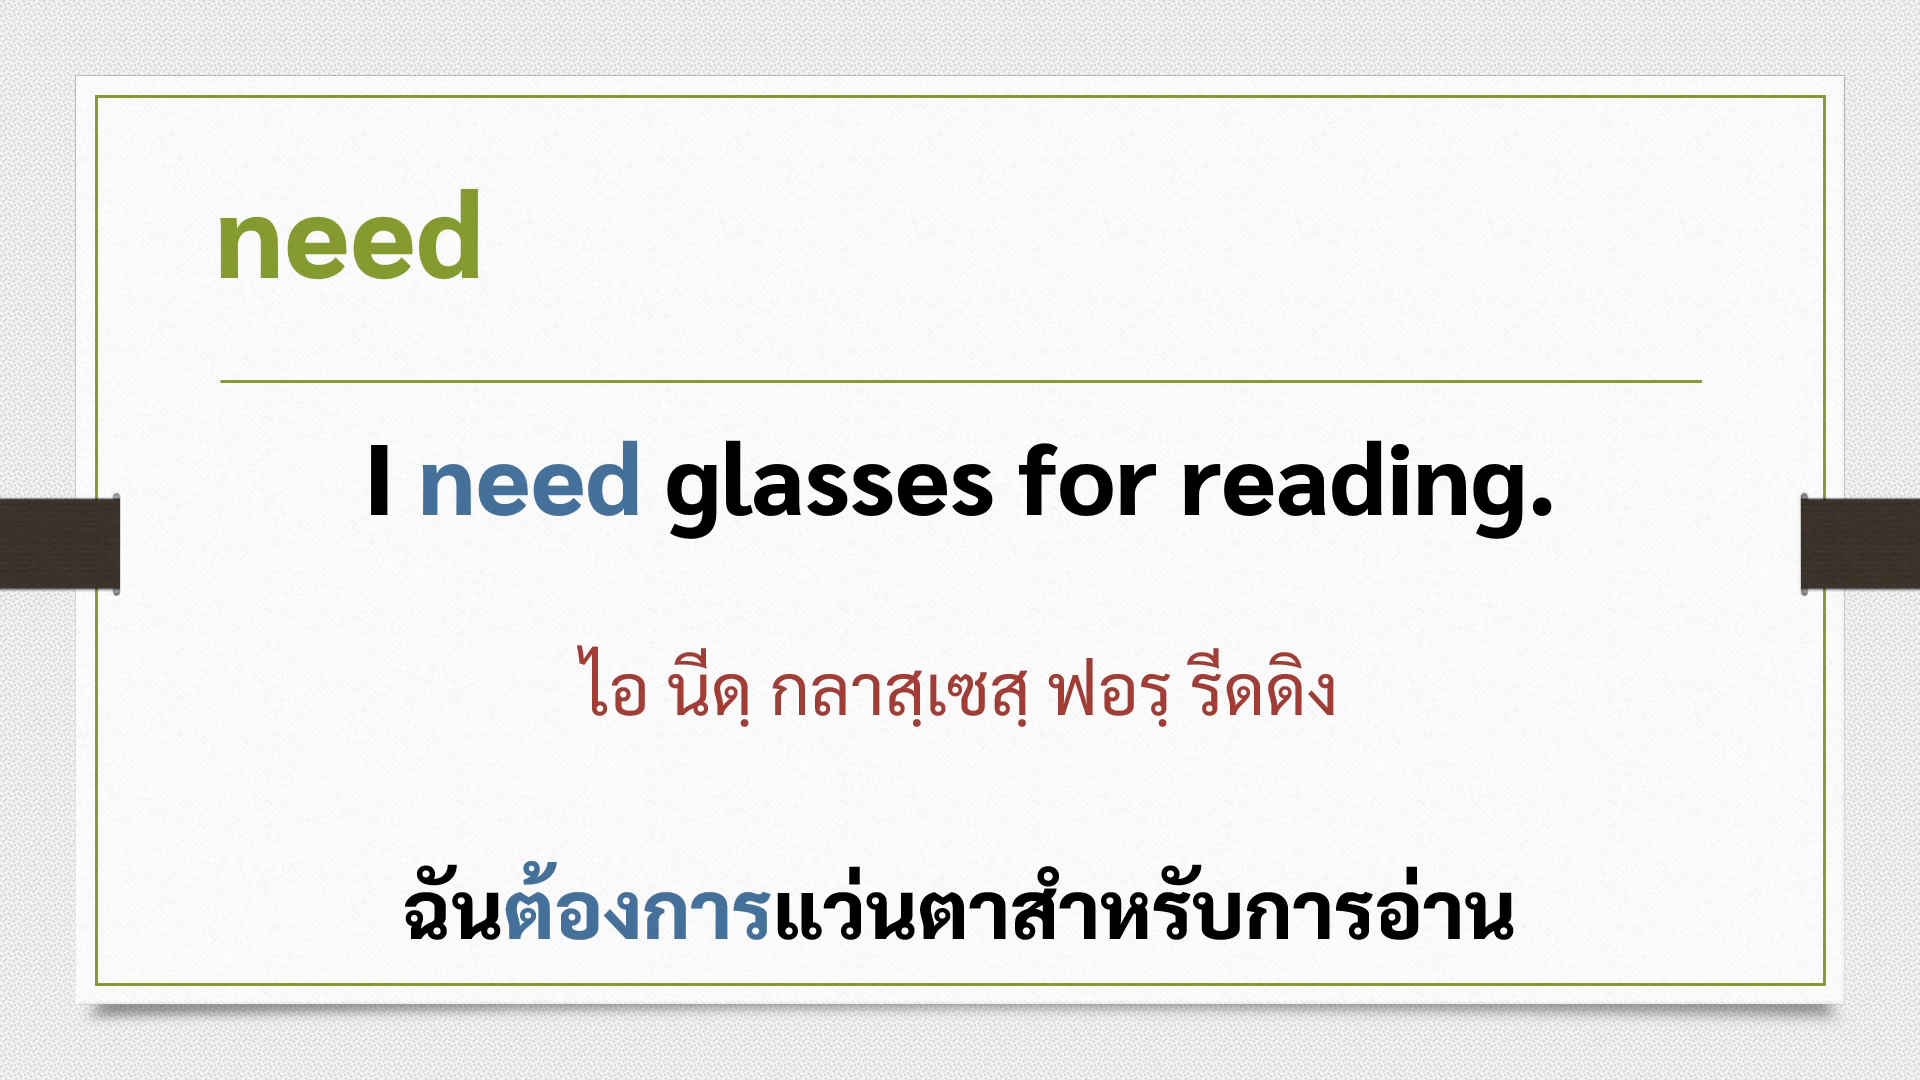 need
I need glasses for reading.
ไอ นีดฺ กลาสฺเซสฺ ฟอรฺ รีดดิง
ฉันต้องการแว่นตาสำหรับการอ่าน